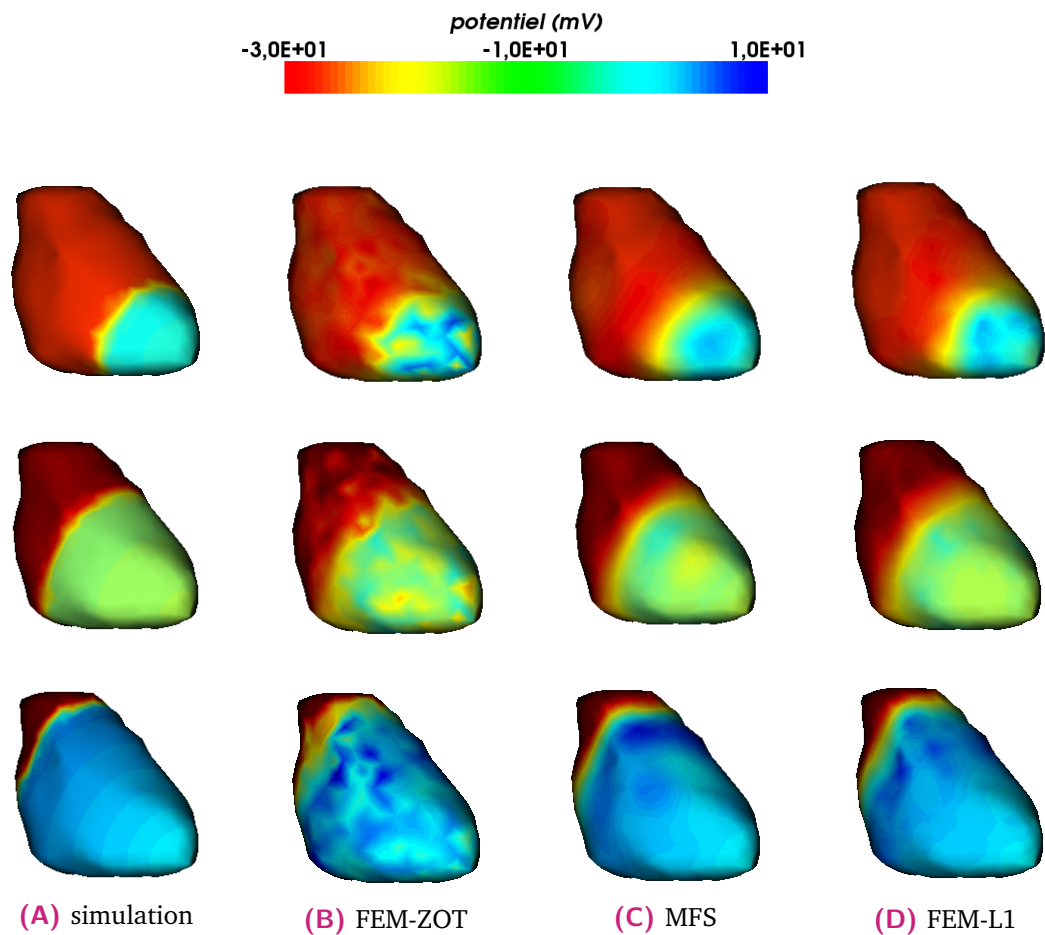 potentiel (mV)
-3,0E+01 -1,0E+01 1,0E+01
(A) simulation (B) FEM-ZOT (C) MFS (D) FEM-L1